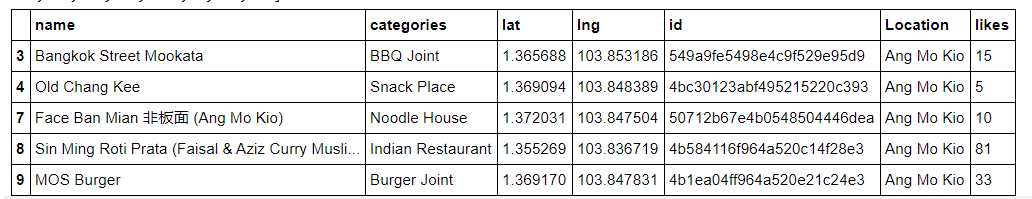 name categories lat lng id Location likes
3 Bangkok Street Mookata BBQ Joint 1.365688 103.853186 549a9fe5498e4c9f529e95d9 Ang Mo Kio 15
4 Old Chang Kee Snack Place 1.369094 103.848389 4bc30123abf495215220c393 Ang Mo Kio 5
7 Face Ban Mian 非板面 (Ang Mo Kio) Noodle House 1.372031 103.847504 50712b67e4b0548504446dea Ang Mo Kio 10
8 Sin Ming Roti Prata (Faisal & Aziz Curry Musli... Indian Restaurant 1.355269 103.836719 4b584116f964a520c14f28e3 Ang Mo Kio 81
9 MOS Burger Burger Joint 1.369170 103.847831 4b1ea04ff964a520e21c24e3 Ang Mo Kio 33